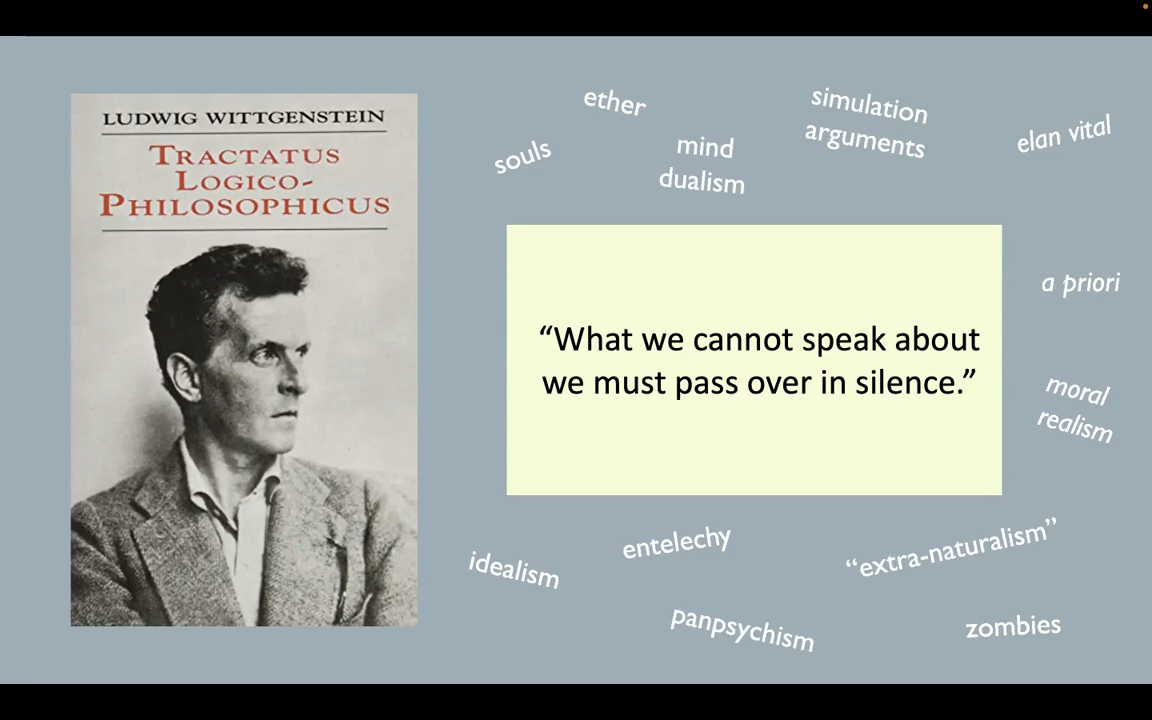 LUDWIG WITTGENSTEIN
TRACTATUS
LOGICO-
PHILOSOPHICUS
ether
simulation
arguments
elan vital
souls
mind
dualism
a priori
“What we cannot speak about
we must pass over in silence.”
moral
realism
entelechy
“extra-naturalism”
idealism
panpsychism
zombies